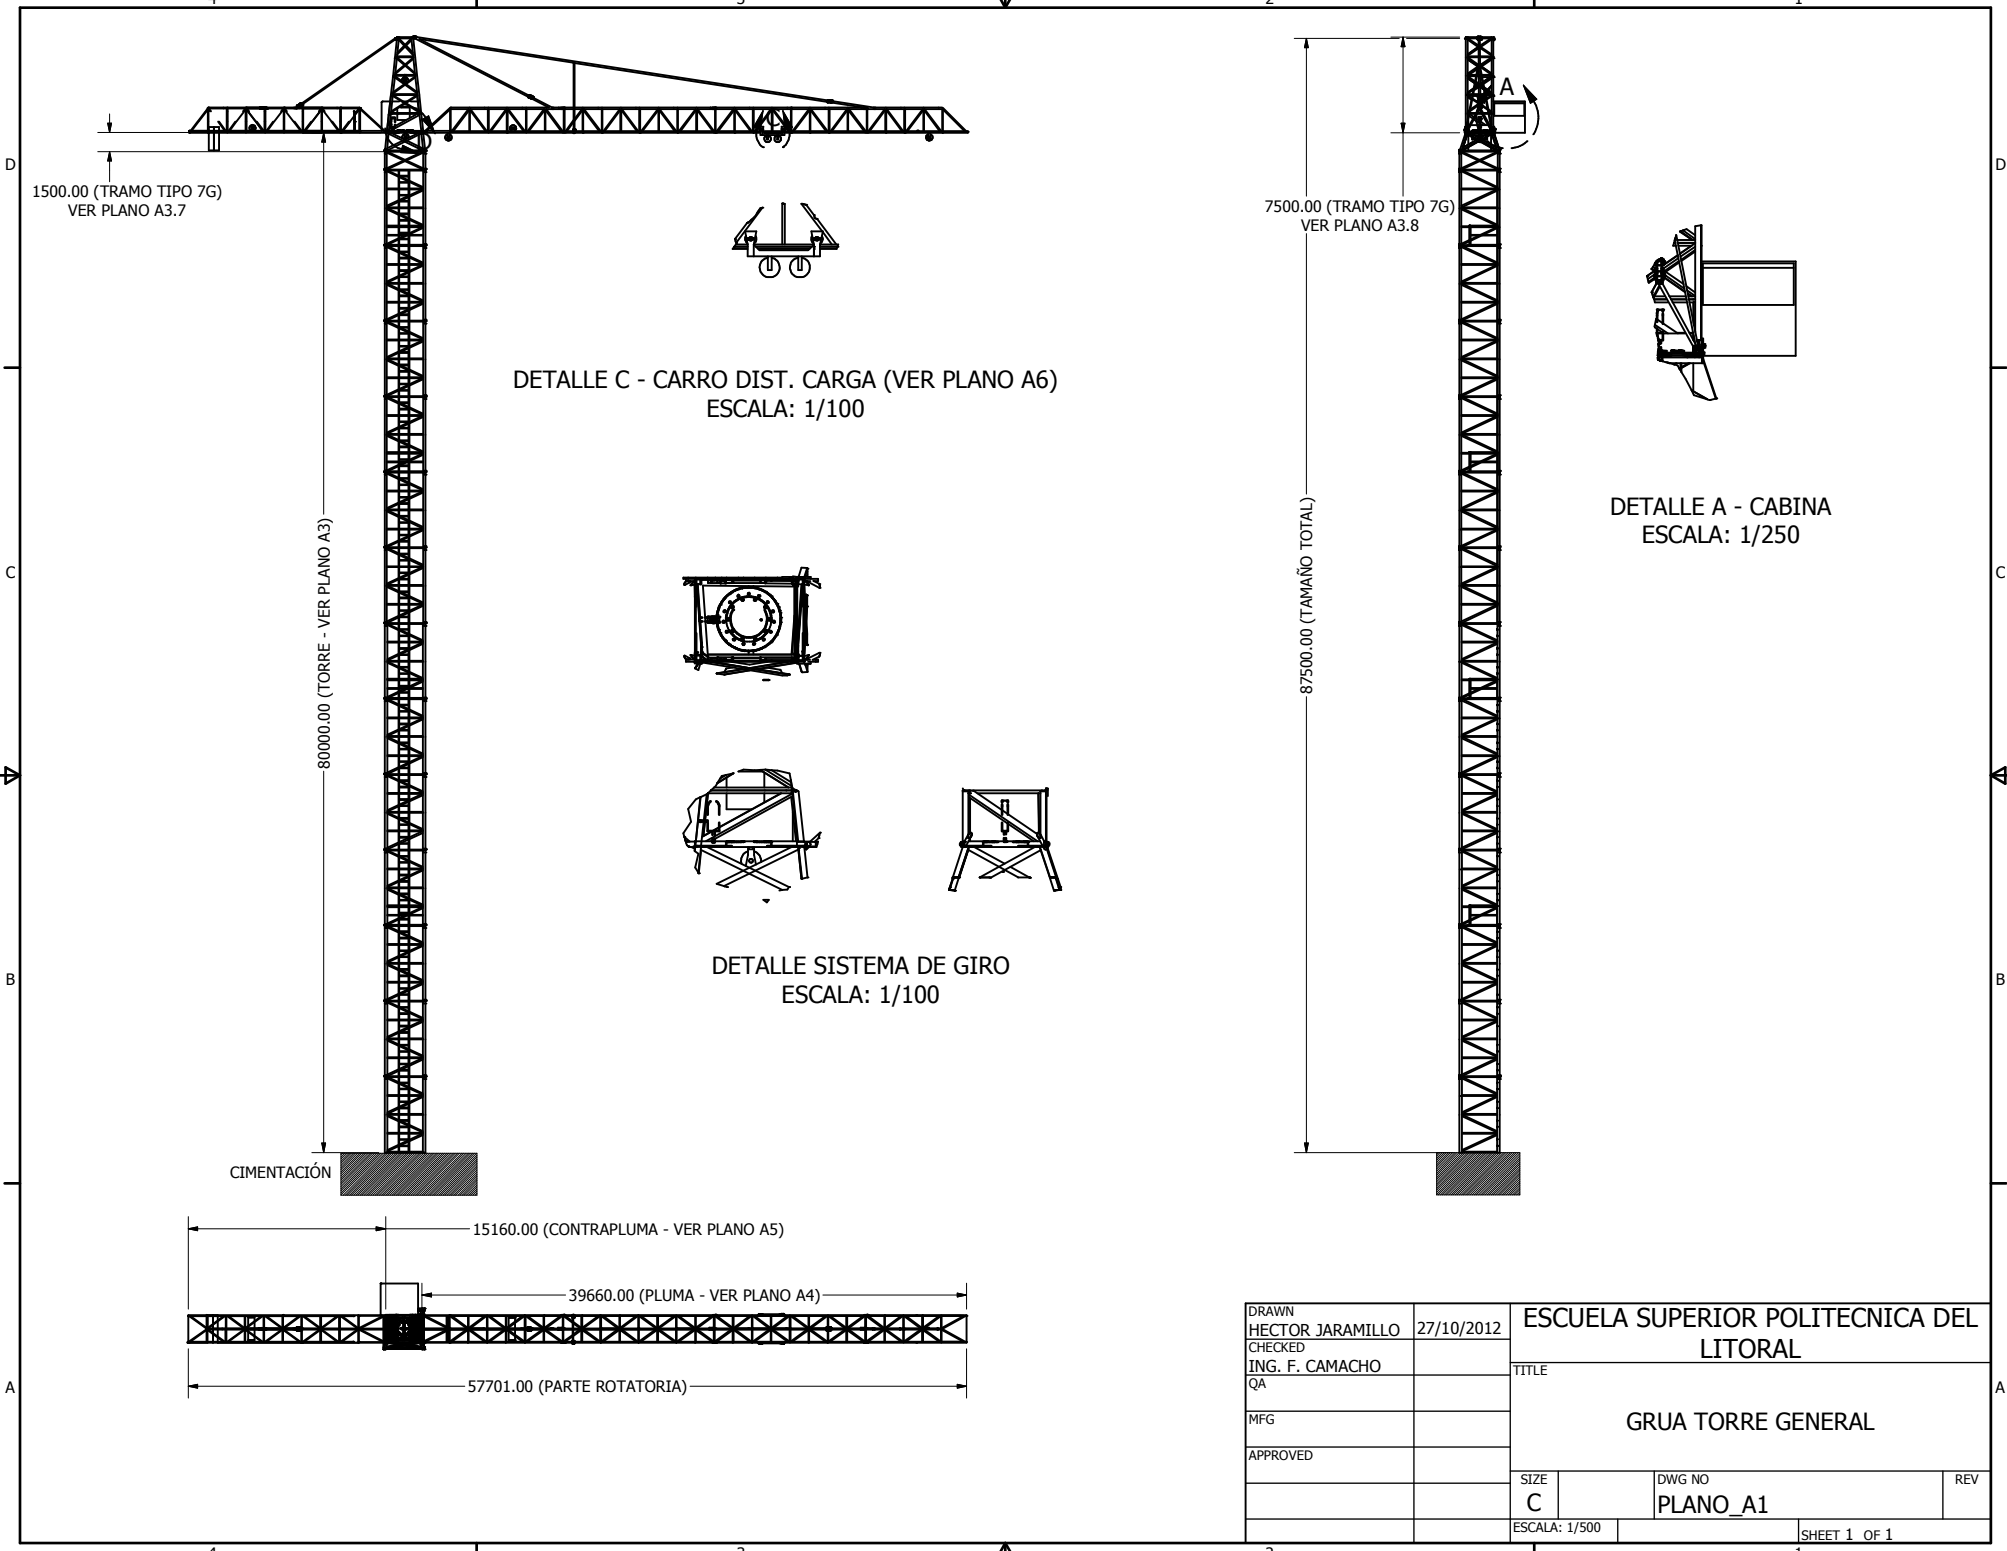 D
D
C
C
B
B
A
A
A
1500.00 (TRAMO TIPO 7G)
VER PLANO A3.7
7500.00 (TRAMO TIPO 7G)
VER PLANO A3.8
DETALLE C - CARRO DIST. CARGA (VER PLANO A6)
ESCALA: 1/100
80000.00 (TORRE - VER PLANO A3)
87500.00 (TAMAÑO TOTAL)
DETALLE A - CABINA
ESCALA: 1/250
DETALLE SISTEMA DE GIRO
ESCALA: 1/100
CIMENTACIÓN
15160.00 (CONTRAPLUMA - VER PLANO A5)
39660.00 (PLUMA - VER PLANO A4)
57701.00 (PARTE ROTATORIA)
DRAWN
HECTOR JARAMILLO 27/10/2012
CHECKED
ING. F. CAMACHO
QA
MFG
APPROVED
ESCUELA SUPERIOR POLITECNICA DEL
LITORAL
TITLE
GRUA TORRE GENERAL
SIZE
C
DWG NO
PLANO_A1
REV
ESCALA: 1/500
SHEET 1 OF 1